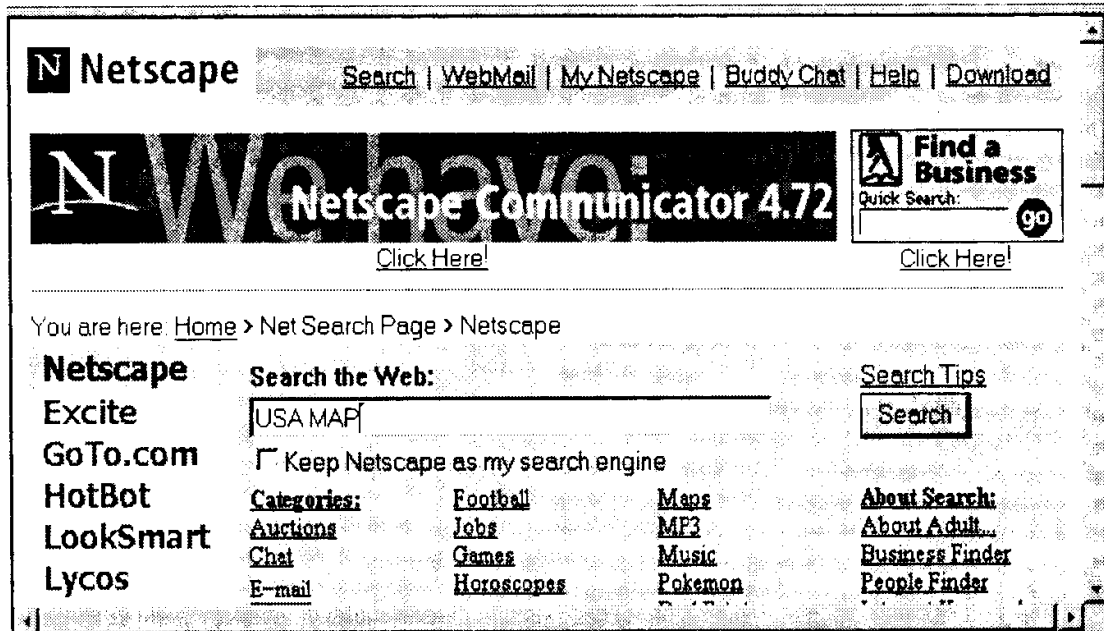 N Netscape
Search | WebMail | My Netscape | Buddy Chat | Help | Download
N We have:
Netscape Communicator 4.72
Find a
Business
Quick Search:
go
Click Here!
Click Here!
You are here: Home > Net Search Page > Netscape
Netscape
Excite
GoTo.com
HotBot
LookSmart
Lycos
Search the Web:
Search Tips
USA MAP
Search
Keep Netscape as my search engine
Categories:
Auctions
Chat
E-mail
Football
Jobs
Games
Horoscopes
Maps
MP3
Music
Pokemon
About Search:
About Adult...
Business Finder
People Finder